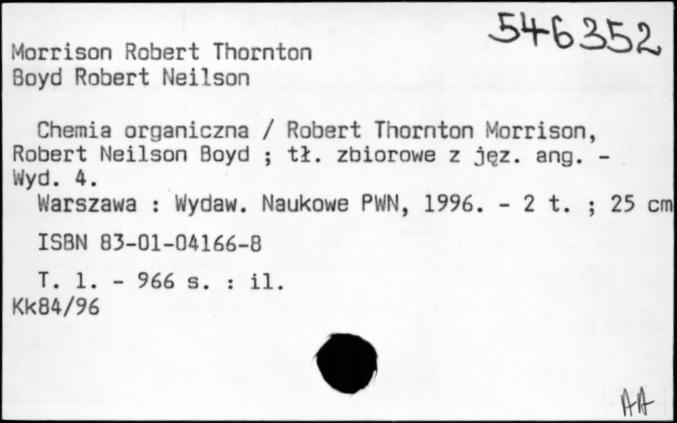 546352
Morrison Robert Thornton
Boyd Robert Neilson
Chemia organiczna / Robert Thornton Morrison,
Robert Neilson Boyd ; tł. zbiorowe z jęz. ang. -
Wyd. 4.
Warszawa : Wydaw. Naukowe PWN, 1996. - 2 t. ; 25 cm
ISBN 83-01-04166-8
T. 1. - 966 s. : il.
Kk84/96
AA